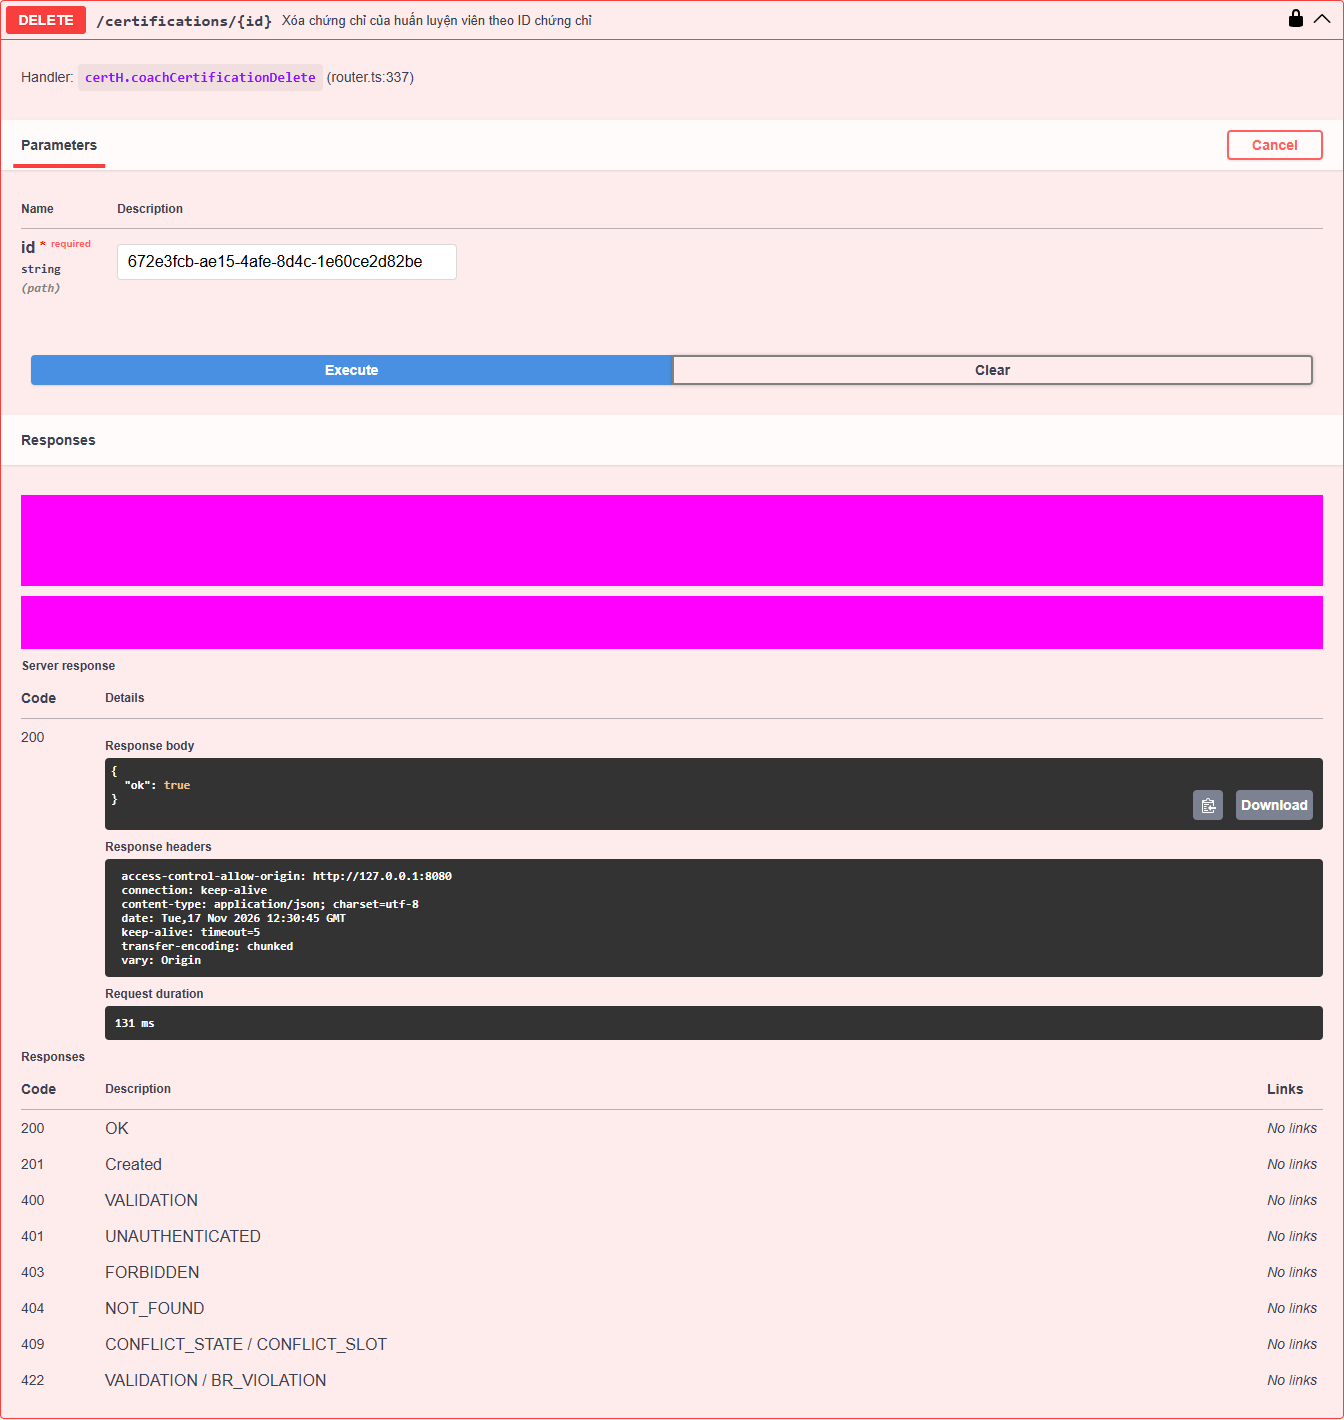 DELETE /certifications/{id} Xóa chứng chỉ của huấn luyện viên theo ID chứng chỉ
Handler: certH.coachCertificationDelete (router.ts:337)
Parameters
Cancel
Name Description
id * required
string
(path)
672e3fcb-ae15-4afe-8d4c-1e60ce2d82be
Execute
Clear
Responses
Server response
Code Details
200
Response body
{
"ok": true
}
Download
Response headers
access-control-allow-origin: http://127.0.0.1:8080
connection: keep-alive
content-type: application/json; charset=utf-8
date: Tue,17 Nov 2026 12:30:45 GMT
keep-alive: timeout=5
transfer-encoding: chunked
vary: Origin
Request duration
131 ms
Responses
Code Description Links
200 OK No links
201 Created No links
400 VALIDATION No links
401 UNAUTHENTICATED No links
403 FORBIDDEN No links
404 NOT_FOUND No links
409 CONFLICT_STATE / CONFLICT_SLOT No links
422 VALIDATION / BR_VIOLATION No links